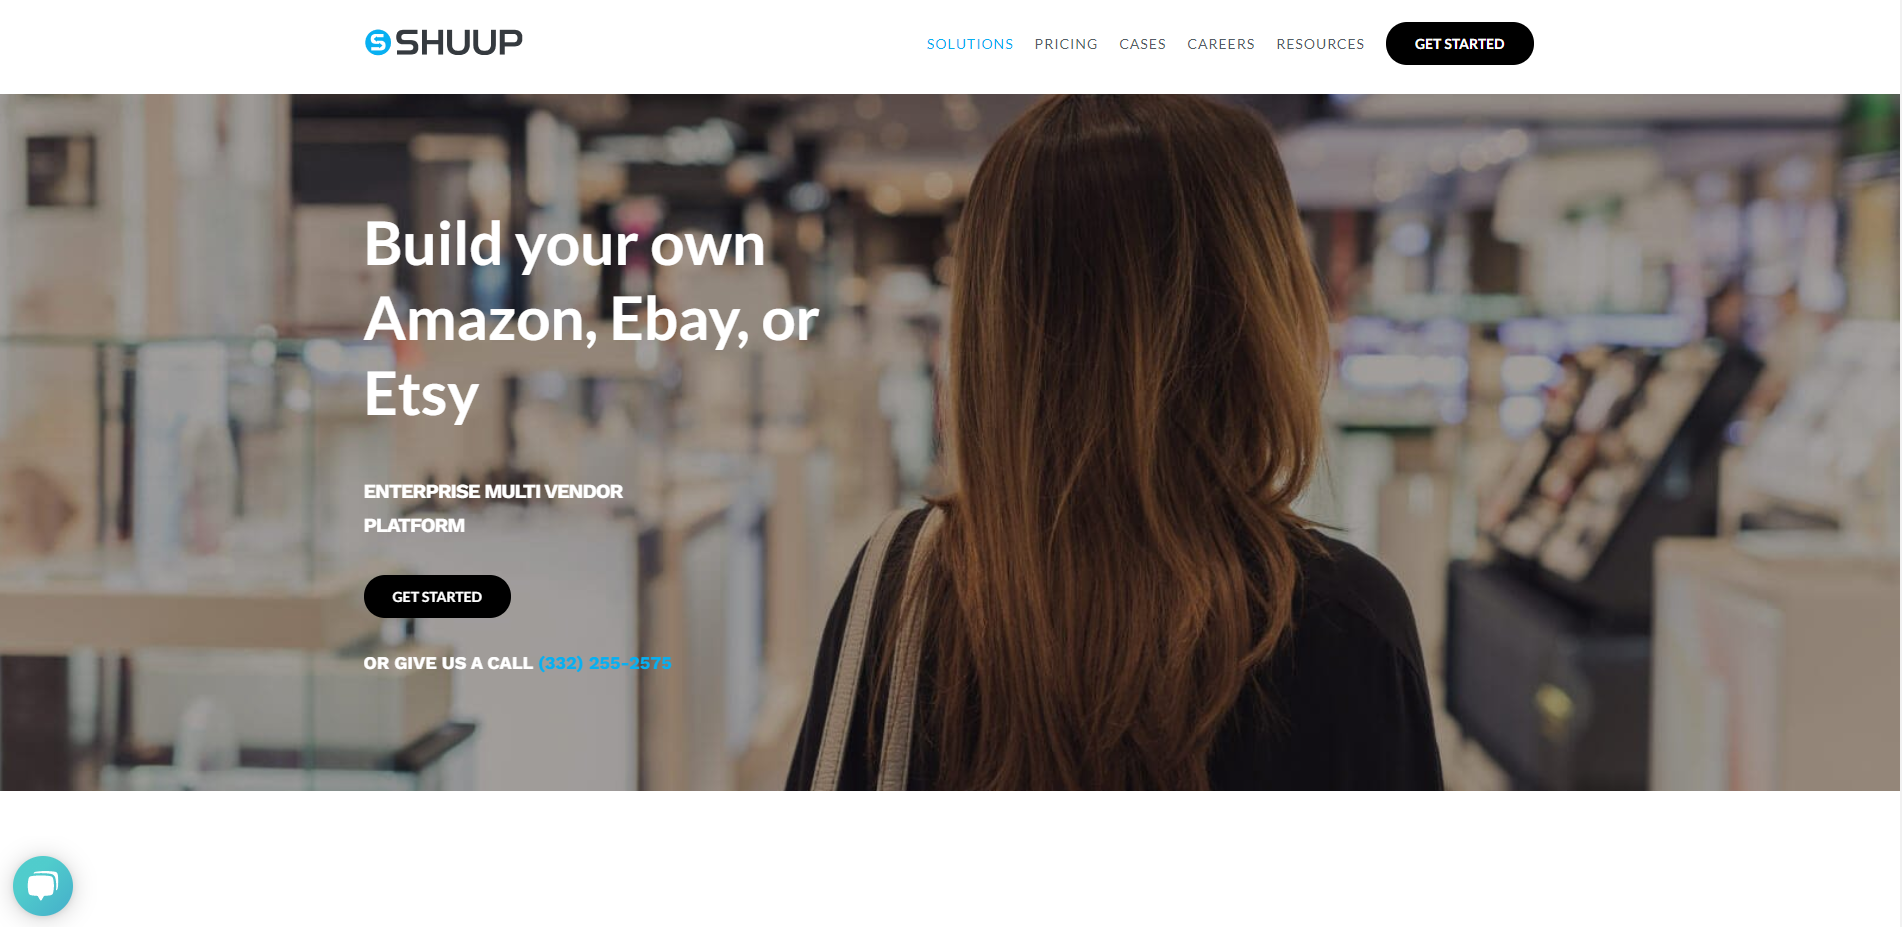 SHUUP
SOLUTIONS PRICING CASES CAREERS RESOURCES GET STARTED
Build your own
Amazon, Ebay, or
Etsy
ENTERPRISE MULTI VENDOR
PLATFORM
GET STARTED
OR GIVE US A CALL (332) 255-2575